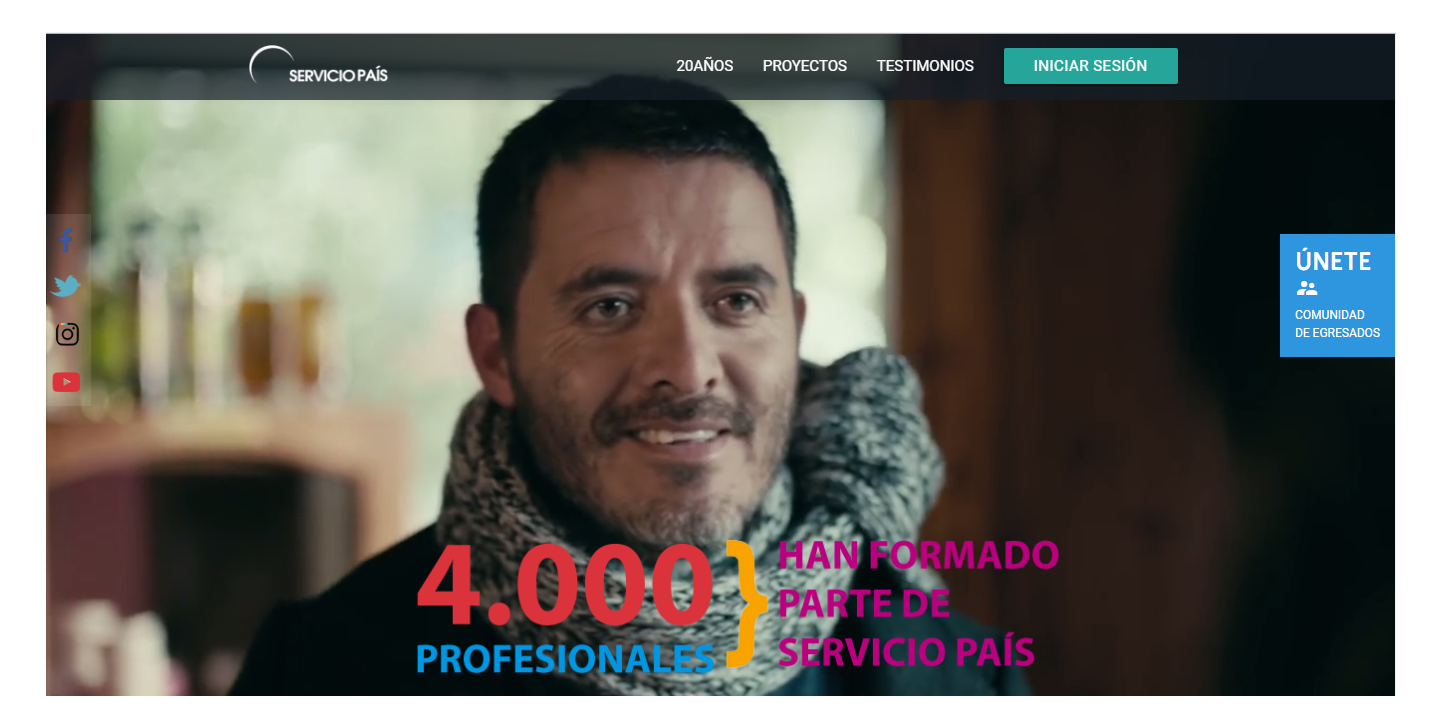 SERVICIO PAÍS
20AÑOS
PROYECTOS
TESTIMONIOS
INICIAR SESIÓN
ÚNETE
COMUNIDAD
DE EGRESADOS
4.000
PROFESIONALES
HAN FORMADO
PARTE DE
SERVICIO PAÍS